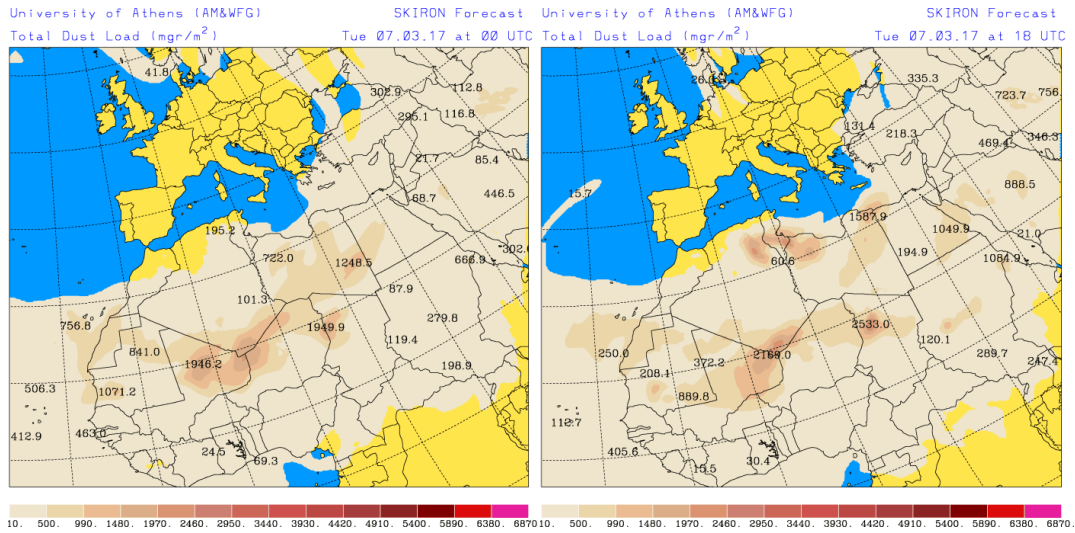 University of Athens (AM&WFG) SKIRON Forecast
Total Dust Load (mgr/m²) Tue 07.03.17 at 00 UTC
41.8
302.9 112.8
295.1 116.8
21.7 85.4
68.7 446.5
195.2
722.0 1248.5 666.9 302.
87.9
101.3
756.8 1949.9 279.8
841.0 119.4
1946.2 198.9
506.3 1071.2
412.9 463.0
24.5 69.3
10. 500. 990. 1480. 1970. 2460. 2950. 3440. 3930. 4420. 4910. 5400. 5890. 6380. 6870.
University of Athens (AM&WFG) SKIRON Forecast
Total Dust Load (mgr/m²) Tue 07.03.17 at 18 UTC
335.3
723.7 756.
131.4 218.3 346.3
469.4
15.7 888.5
1587.9 1049.9 21.0
194.9 1084.9
60.6
2533.0
250.0 2169.0 120.1 289.7
208.1 372.2 247.4
889.8
112.7
405.6 15.5 30.4
10. 500. 990. 1480. 1970. 2460. 2950. 3440. 3930. 4420. 4910. 5400. 5890. 6380. 6870.